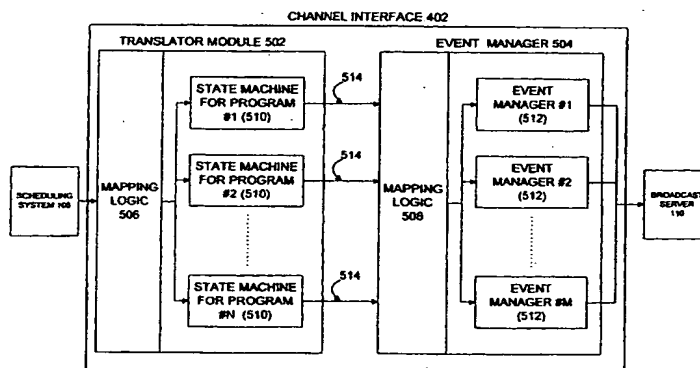 CHANNEL INTERFACE 402
TRANSLATOR MODULE 502
EVENT MANAGER 504
SCHEDULING
SYSTEM 108
MAPPING
LOGIC
506
STATE MACHINE
FOR PROGRAM
#1 (510)
514
STATE MACHINE
FOR PROGRAM
#2 (510)
514
STATE MACHINE
FOR PROGRAM
#N (510)
514
MAPPING
LOGIC
508
EVENT
MANAGER #1
(512)
EVENT
MANAGER #2
(512)
EVENT
MANAGER #M
(512)
BROADCAST
SERVER
110